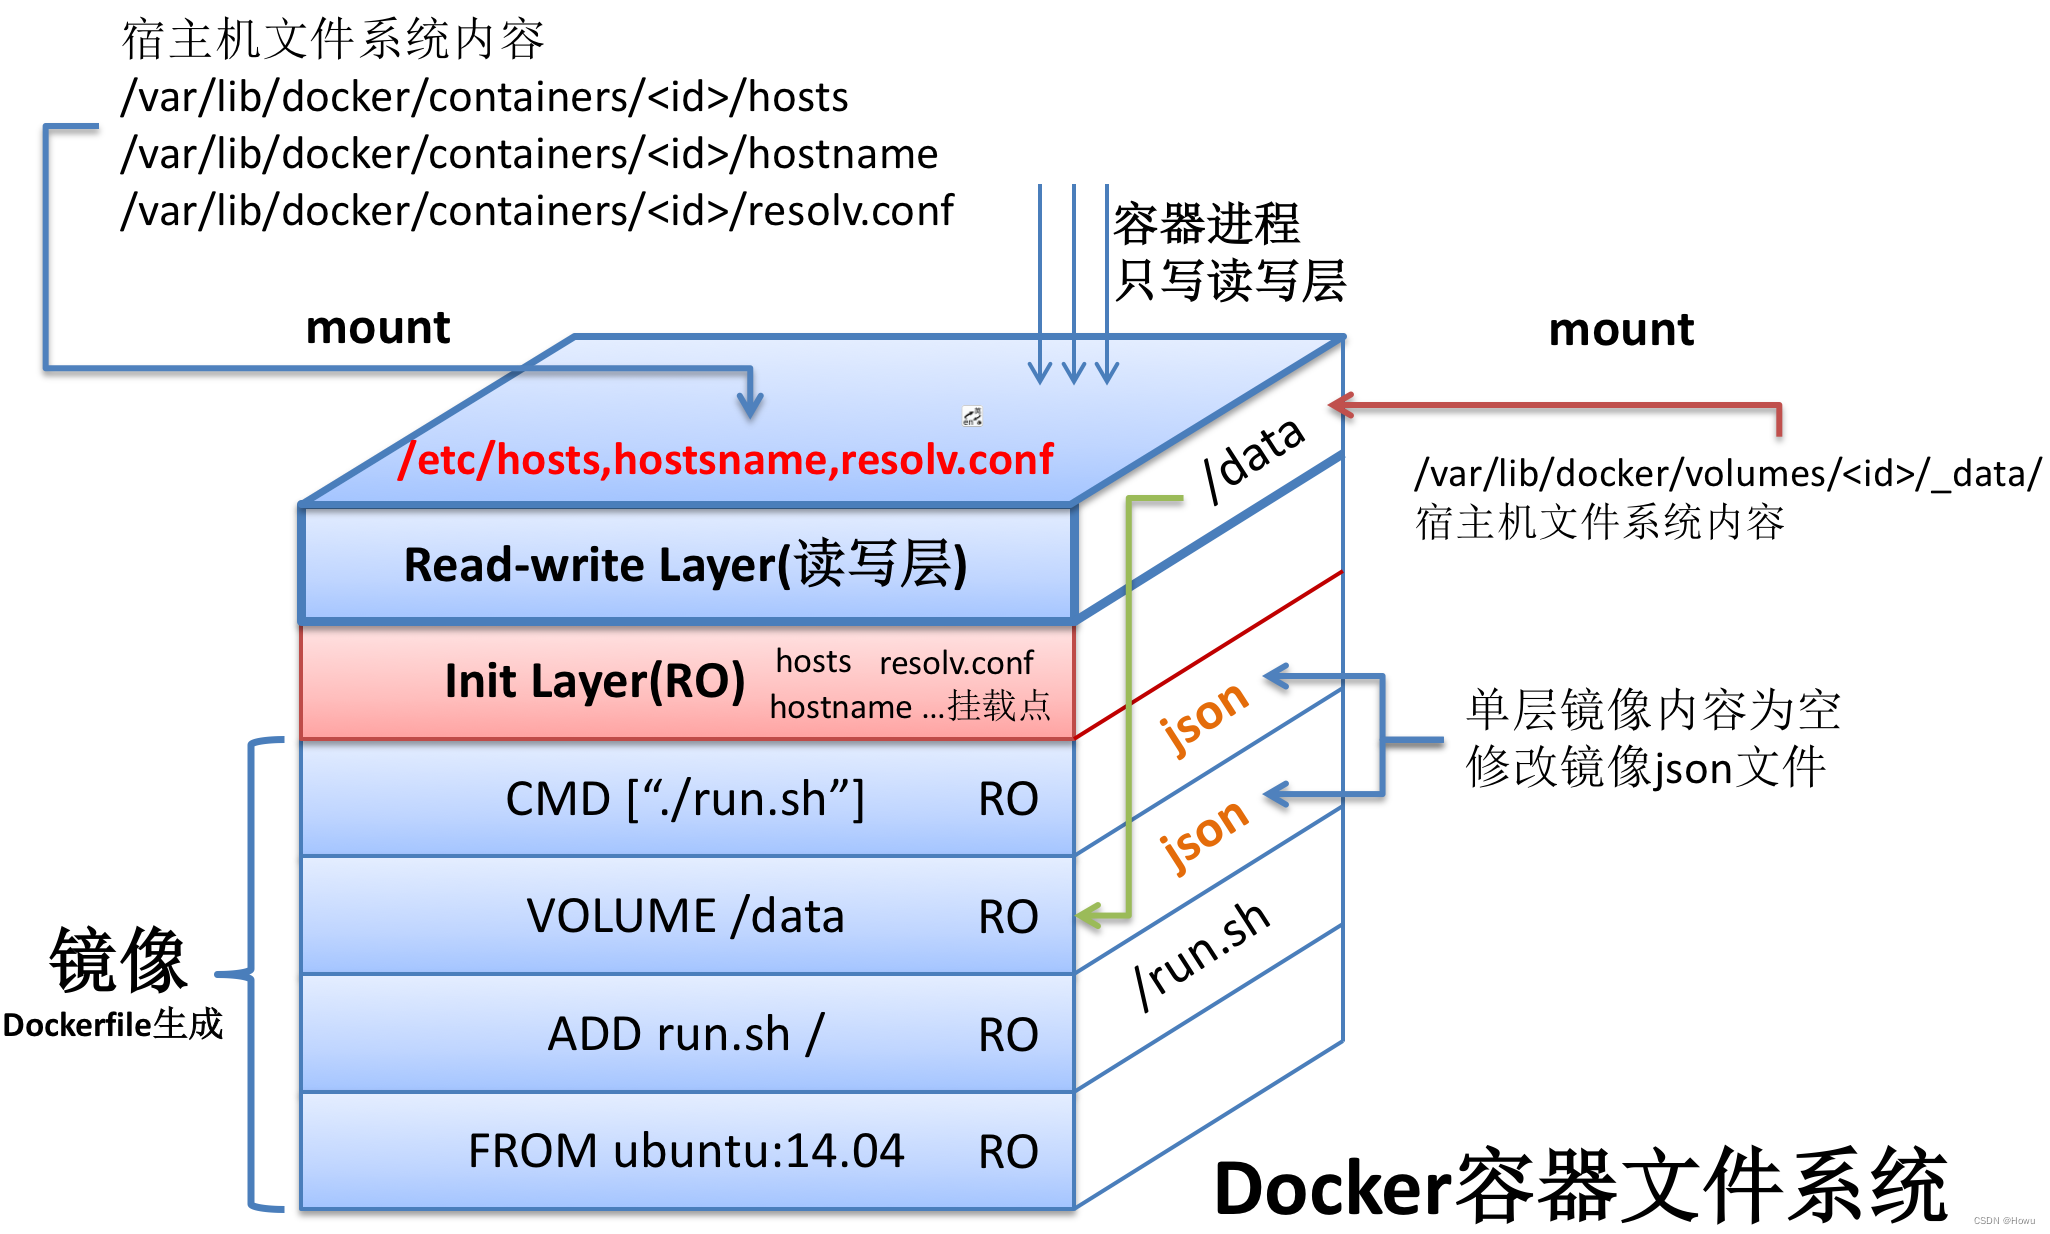 宿主机文件系统内容
/var/lib/docker/containers/<id>/hosts
/var/lib/docker/containers/<id>/hostname
/var/lib/docker/containers/<id>/resolv.conf
容器进程
只写读写层
mount
mount
/etc/hosts,hostsname,resolv.conf
/data
/var/lib/docker/volumes/<id>/_data/
宿主机文件系统内容
Read-write Layer(读写层)
Init Layer(RO)
hosts resolv.conf
hostname ...挂载点
json
单层镜像内容为空
修改镜像json文件
CMD [“./run.sh”] RO
json
VOLUME /data RO
/run.sh
镜像
Dockerfile生成
ADD run.sh / RO
FROM ubuntu:14.04 RO
Docker容器文件系统
CSDN @Howu